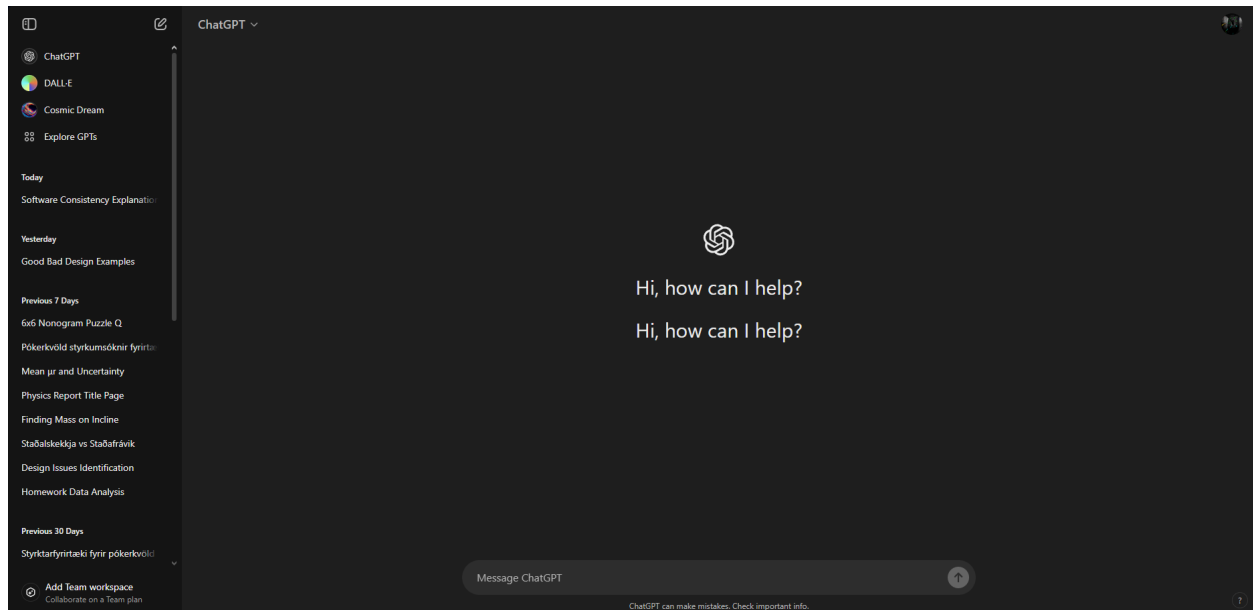 ChatGPT
ChatGPT
DALL·E
Cosmic Dream
Explore GPTs
Today
Software Consistency Explanation
Yesterday
Good Bad Design Examples
Previous 7 Days
6x6 Nonogram Puzzle Q
Pókerkvöld styrkumsóknir fyrirta
Mean μr and Uncertainty
Physics Report Title Page
Finding Mass on Incline
Staðalskekkja vs Staðafrávik
Design Issues Identification
Homework Data Analysis
Previous 30 Days
Styrktarfyrirtæki fyrir pókerkvöld
Add Team workspace
Collaborate on a Team plan
Hi, how can I help?
Hi, how can I help?
Message ChatGPT
ChatGPT can make mistakes. Check important info.
?